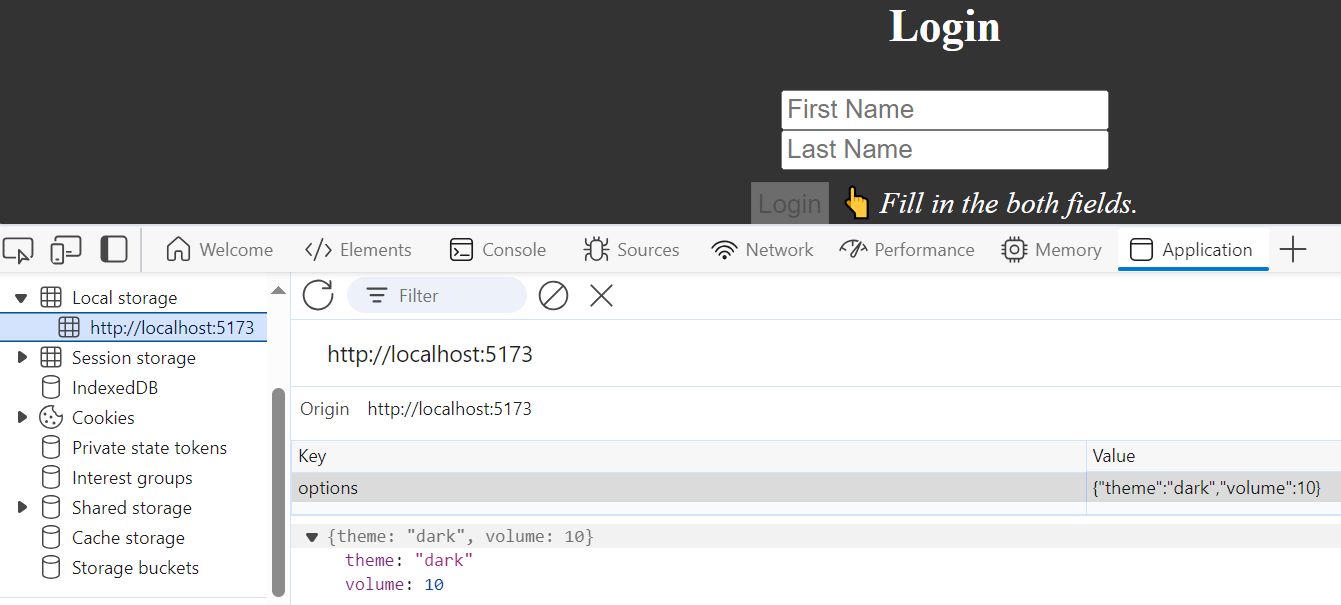 Login
First Name
Last Name
Login 👆 Fill in the both fields.
Welcome Elements Console Sources Network Performance Memory Application
Local storage
http://localhost:5173
Session storage
IndexedDB
Cookies
Private state tokens
Interest groups
Shared storage
Cache storage
Storage buckets
Filter
http://localhost:5173
Origin http://localhost:5173
Key Value
options {"theme":"dark","volume":10}
{theme: "dark", volume: 10}
theme: "dark"
volume: 10